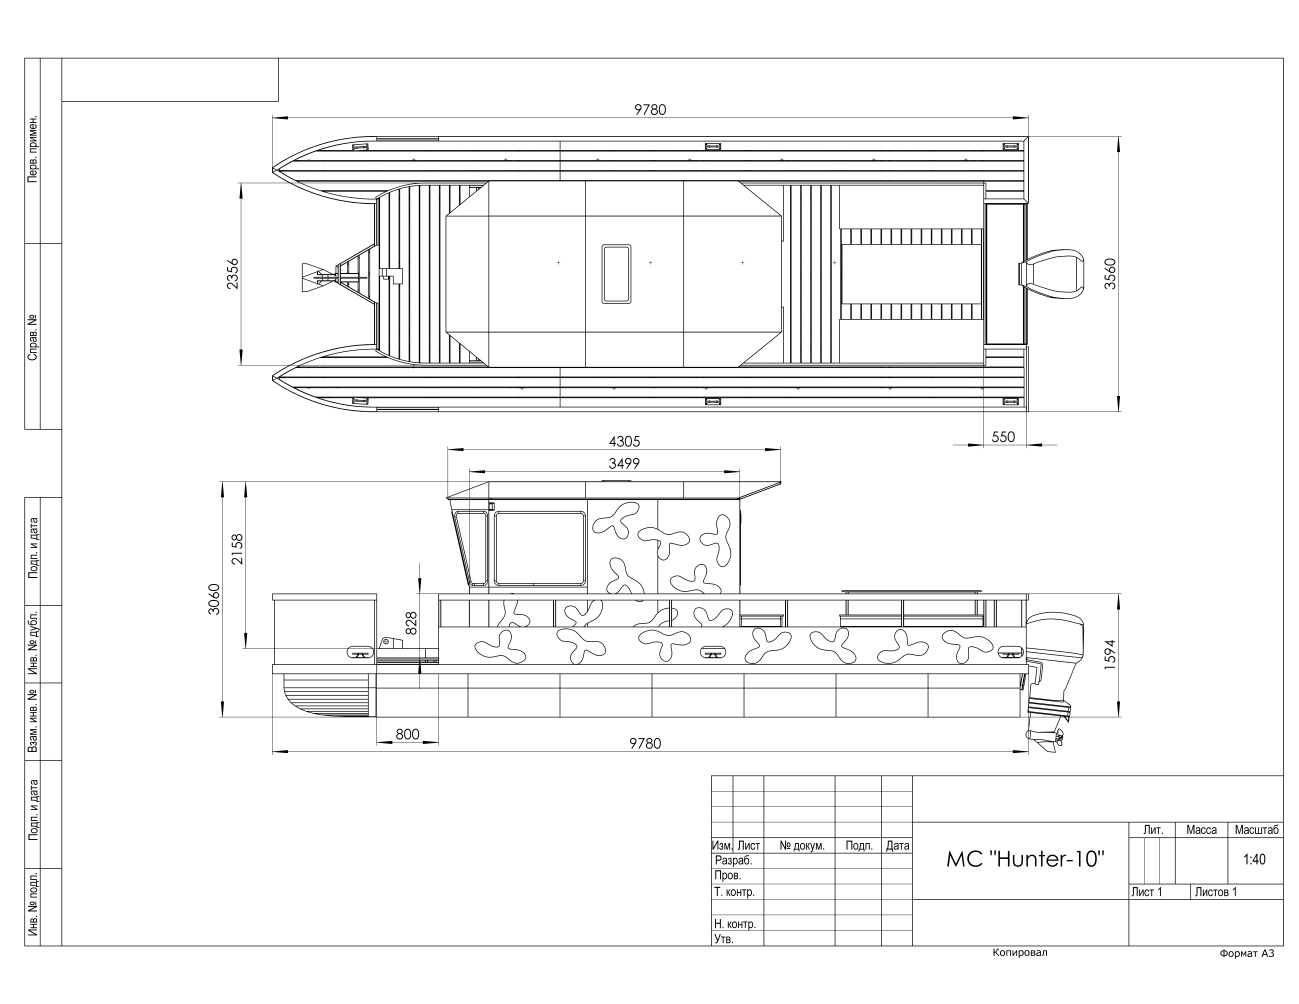 Перв. примен.
Справ. №
Подп. и дата
Инв. № дубл.
Взам. инв. №
Подп. и дата
Инв. № подл.
9780
2356
3560
550
4305
3499
3060
2158
828
1594
800
9780
Изм. Лист № докум. Подп. Дата
Разраб.
Пров.
Т. контр.
Н. контр.
Утв.
МС "Hunter-10"
Лит. Масса Масштаб
1:40
Лист 1 Листов 1
Копировал Формат А3